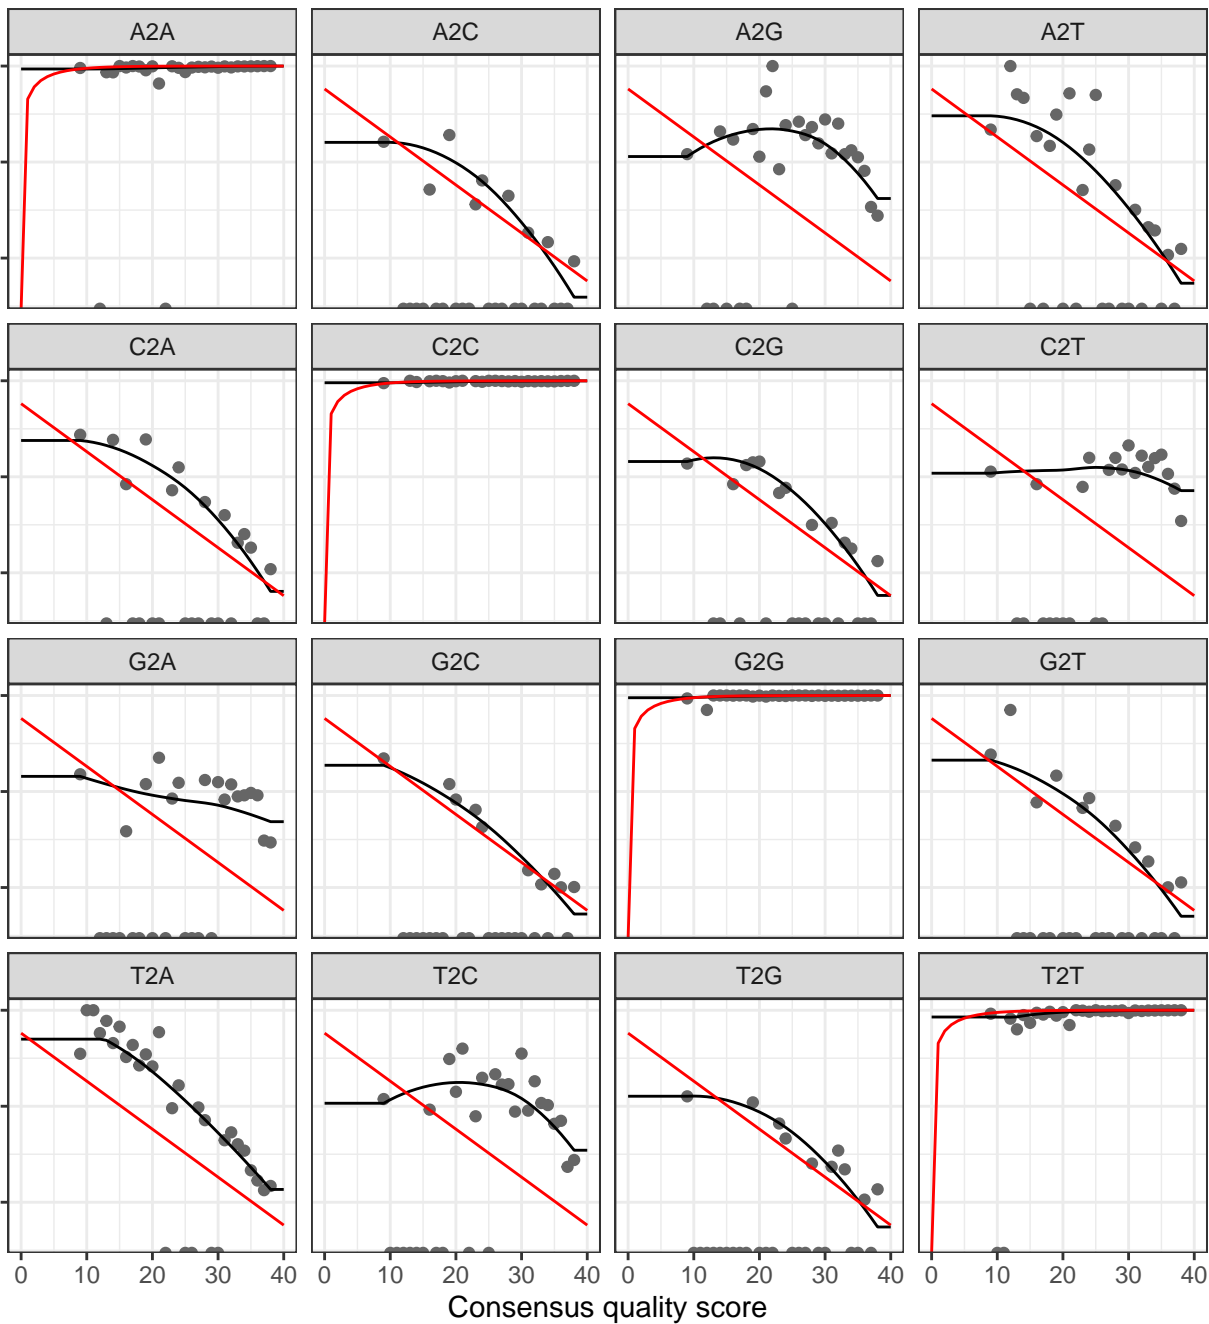 A2A A2C A2G A2T
C2A C2C C2G C2T
G2A G2C G2G G2T
T2A T2C T2G T2T
0 10 20 30 40 0 10 20 30 40 0 10 20 30 40 0 10 20 30 40
Consensus quality score